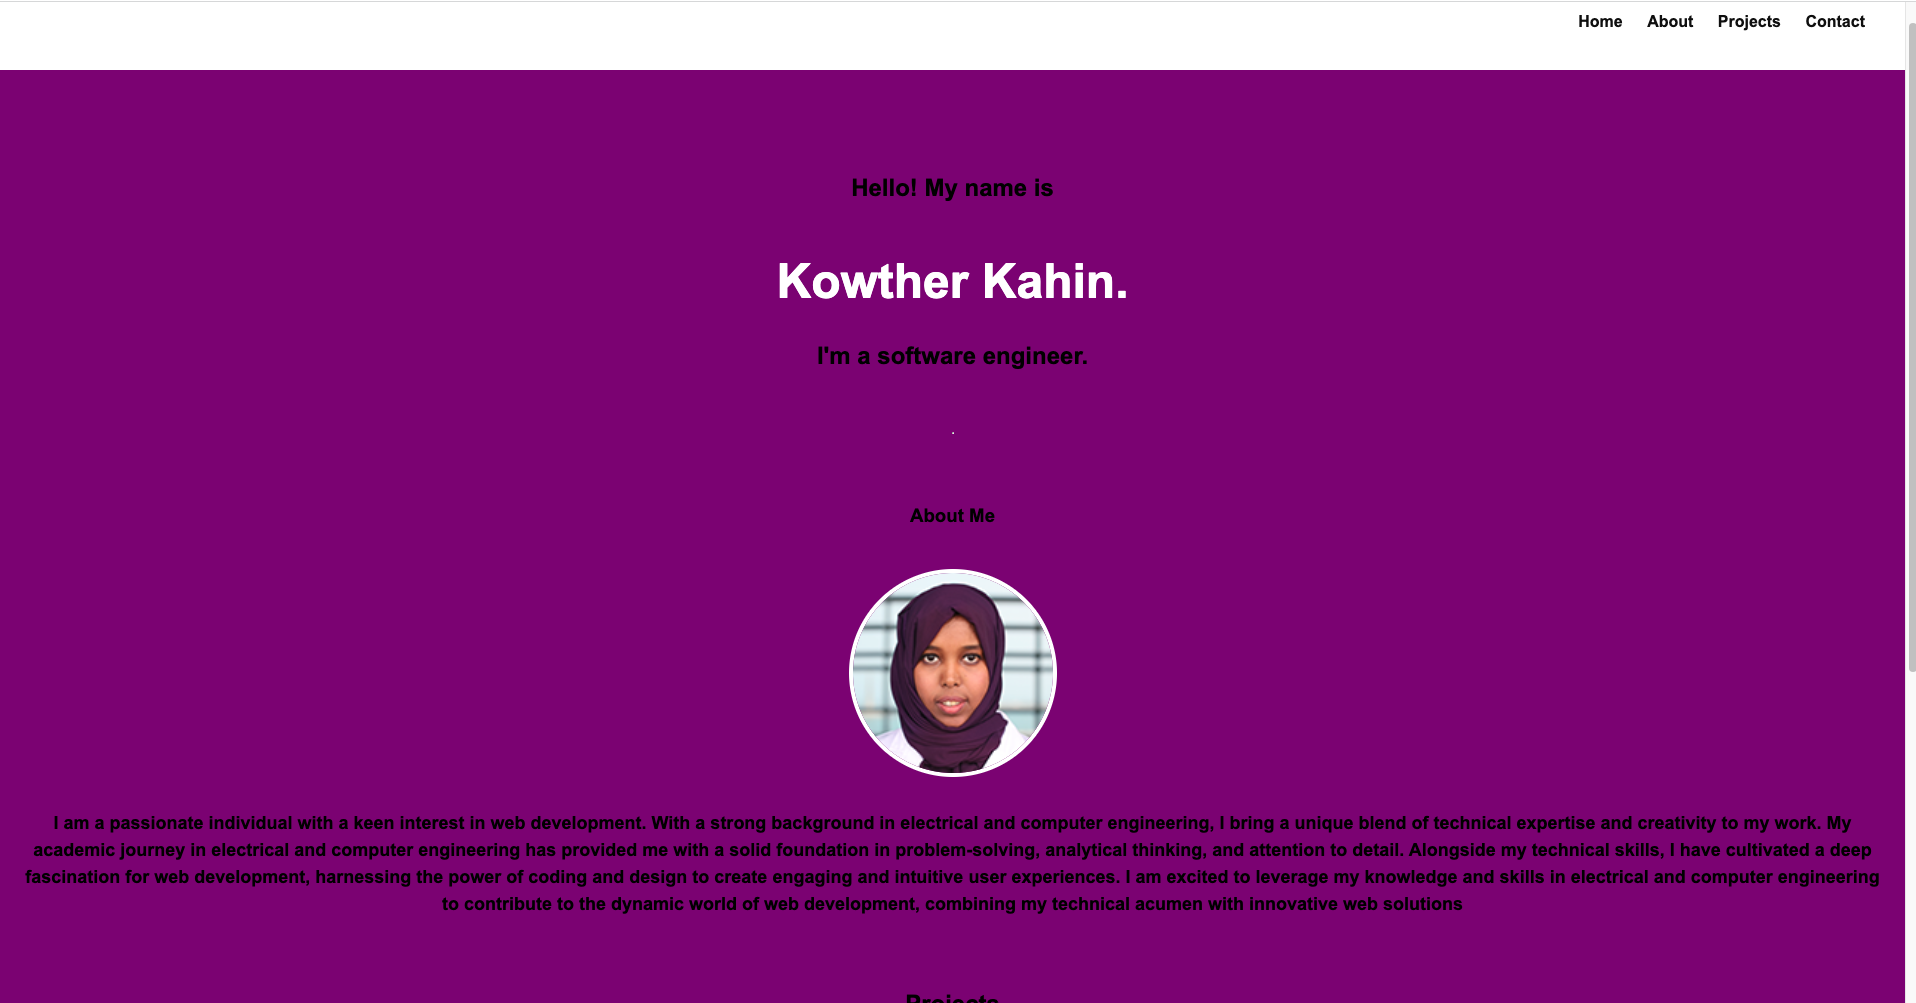 Home About Projects Contact
Hello! My name is
Kowther Kahin.
I'm a software engineer.
About Me
I am a passionate individual with a keen interest in web development. With a strong background in electrical and computer engineering, I bring a unique blend of technical expertise and creativity to my work. My
academic journey in electrical and computer engineering has provided me with a solid foundation in problem-solving, analytical thinking, and attention to detail. Alongside my technical skills, I have cultivated a deep
fascination for web development, harnessing the power of coding and design to create engaging and intuitive user experiences. I am excited to leverage my knowledge and skills in electrical and computer engineering
to contribute to the dynamic world of web development, combining my technical acumen with innovative web solutions
Projects